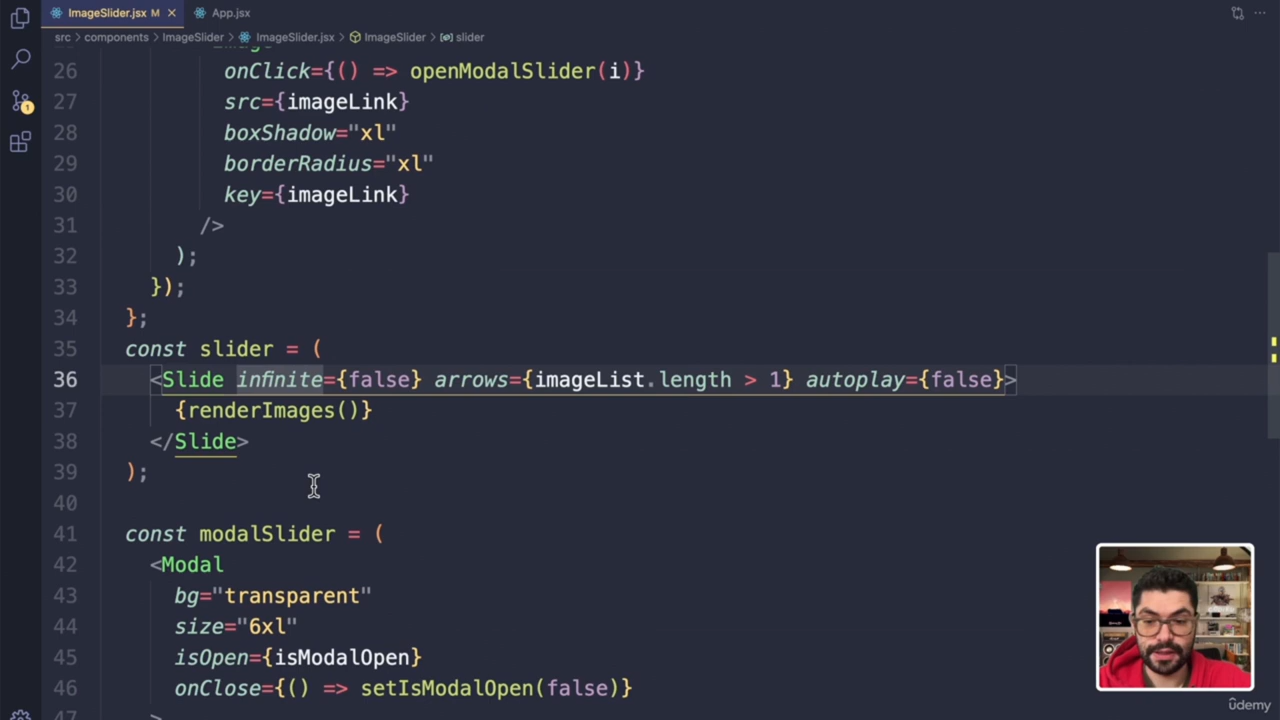 ImageSlider.jsx M
App.jsx
src > components > ImageSlider > ImageSlider.jsx > ImageSlider > slider
26 onClick={() => openModalSlider(i)}
27 src={imageLink}
28 boxShadow="xl"
29 borderRadius="xl"
30 key={imageLink}
31 />
32 );
33 });
34 };
35 const slider = (
36 <Slide infinite={false} arrows={imageList.length > 1} autoplay={false}>
37 {renderImages()}
38 </Slide>
39 );
40
41 const modalSlider = (
42 <Modal
43 bg="transparent"
44 size="6xl"
45 isOpen={isModalOpen}
46 onClose={() => setIsModalOpen(false)}
47 >
1
ûdemy